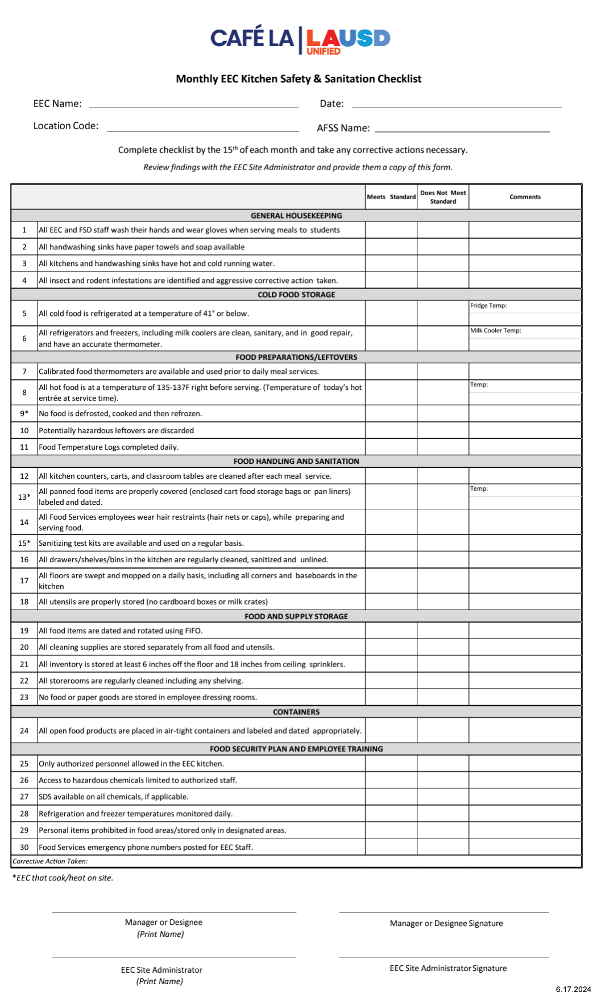 CAFÉ LA | LAUSD
UNIFIED
Monthly EEC Kitchen Safety & Sanitation Checklist
EEC Name:
Date:
Location Code:
AFSS Name:
Complete checklist by the 15th of each month and take any corrective actions necessary.
Review findings with the EEC Site Administrator and provide them a copy of this form.
Meets Standard
Does Not Meet
Standard
Comments
GENERAL HOUSEKEEPING
1 All EEC and FSD staff wash their hands and wear gloves when serving meals to students
2 All handwashing sinks have paper towels and soap available
3 All kitchens and handwashing sinks have hot and cold running water.
4 All insect and rodent infestations are identified and aggressive corrective action taken.
COLD FOOD STORAGE
5 All cold food is refrigerated at a temperature of 41° or below.
Fridge Temp:
6 All refrigerators and freezers, including milk coolers are clean, sanitary, and in good repair,
and have an accurate thermometer.
Milk Cooler Temp:
FOOD PREPARATIONS/LEFTOVERS
7 Calibrated food thermometers are available and used prior to daily meal services.
8 All hot food is at a temperature of 135-137F right before serving. (Temperature of today's hot
entrée at service time).
Temp:
9* No food is defrosted, cooked and then refrozen.
10 Potentially hazardous leftovers are discarded
11 Food Temperature Logs completed daily.
FOOD HANDLING AND SANITATION
12 All kitchen counters, carts, and classroom tables are cleaned after each meal service.
13* All panned food items are properly covered (enclosed cart food storage bags or pan liners)
labeled and dated.
Temp:
14 All Food Services employees wear hair restraints (hair nets or caps), while preparing and
serving food.
15* Sanitizing test kits are available and used on a regular basis.
16 All drawers/shelves/bins in the kitchen are regularly cleaned, sanitized and unlined.
17 All floors are swept and mopped on a daily basis, including all corners and baseboards in the
kitchen
18 All utensils are properly stored (no cardboard boxes or milk crates)
FOOD AND SUPPLY STORAGE
19 All food items are dated and rotated using FIFO.
20 All cleaning supplies are stored separately from all food and utensils.
21 All inventory is stored at least 6 inches off the floor and 18 inches from ceiling sprinklers.
22 All storerooms are regularly cleaned including any shelving.
23 No food or paper goods are stored in employee dressing rooms.
CONTAINERS
24 All open food products are placed in air-tight containers and labeled and dated appropriately.
FOOD SECURITY PLAN AND EMPLOYEE TRAINING
25 Only authorized personnel allowed in the EEC kitchen.
26 Access to hazardous chemicals limited to authorized staff.
27 SDS available on all chemicals, if applicable.
28 Refrigeration and freezer temperatures monitored daily.
29 Personal items prohibited in food areas/stored only in designated areas.
30 Food Services emergency phone numbers posted for EEC Staff.
Corrective Action Taken:
*EEC that cook/heat on site.
Manager or Designee
(Print Name)
Manager or Designee Signature
EEC Site Administrator
(Print Name)
EEC Site Administrator Signature
6.17.2024